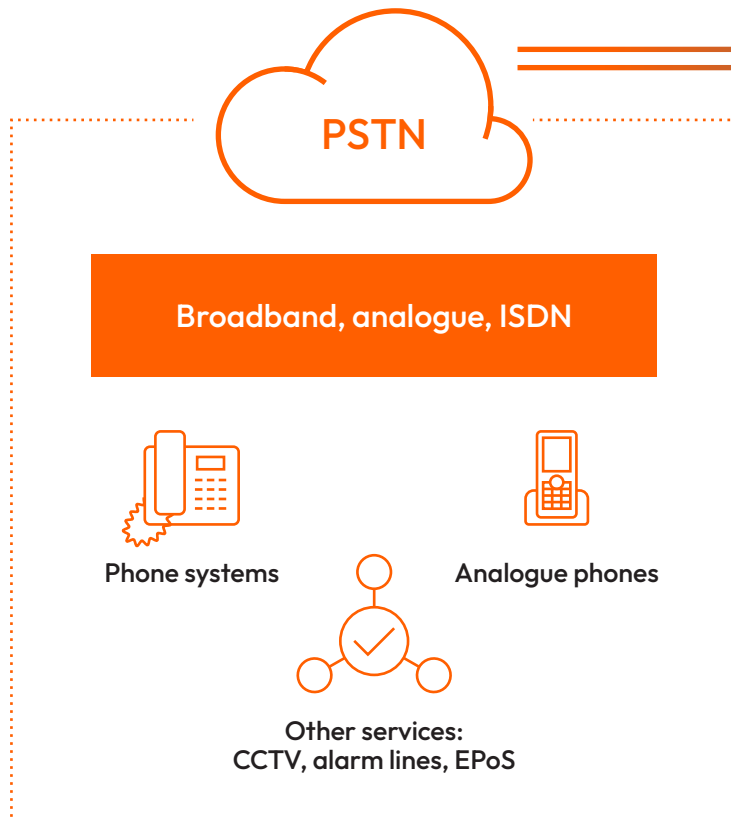 PSTN
Broadband, analogue, ISDN
Phone systems
Analogue phones
Other services:
CCTV, alarm lines, EPoS